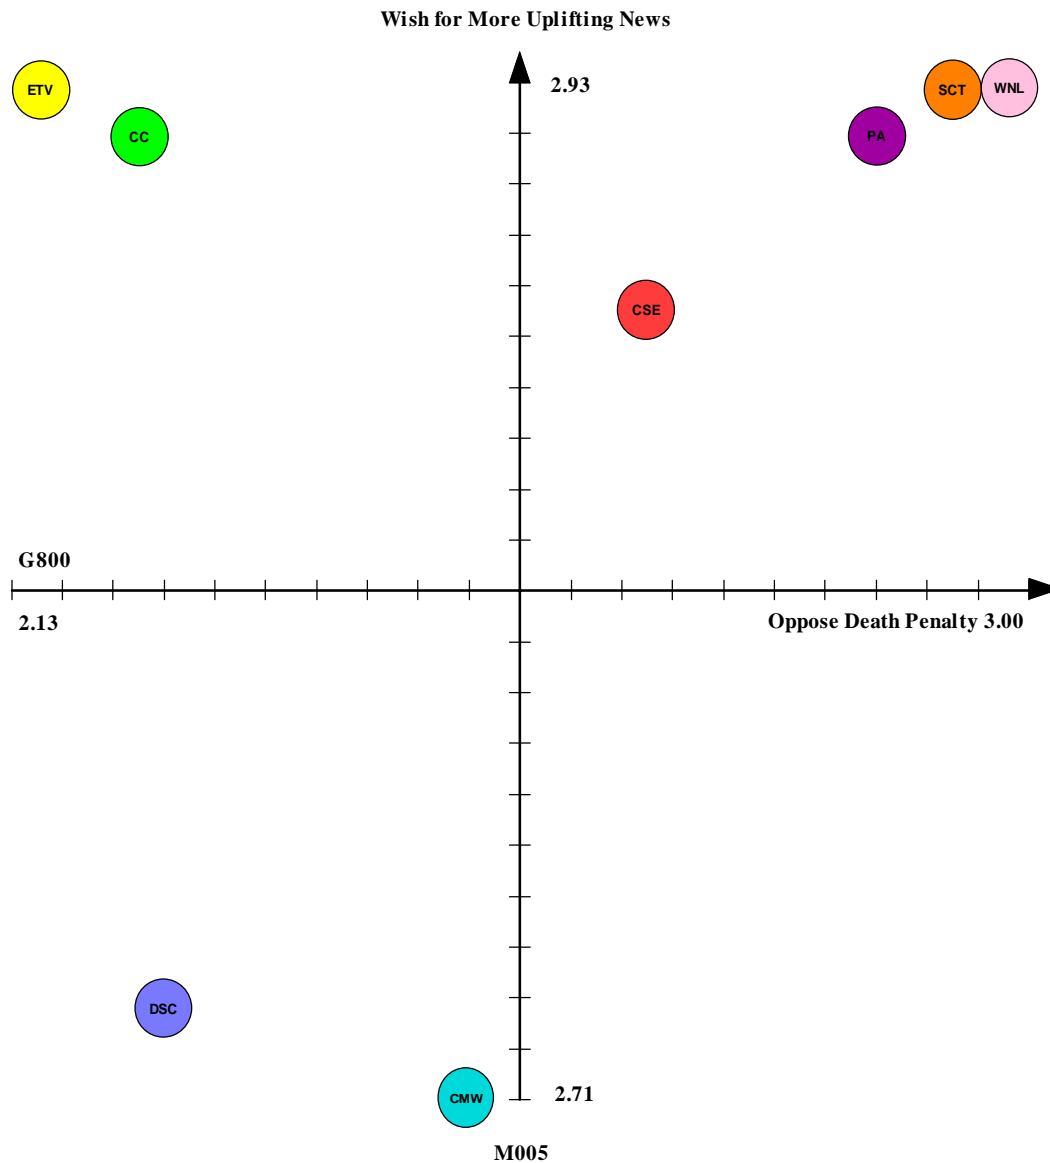 Wish for More Uplifting News
2.93
ETV
SCT
WNL
CC
PA
CSE
G800
2.13
Oppose Death Penalty 3.00
DSC
CMW
2.71
M005